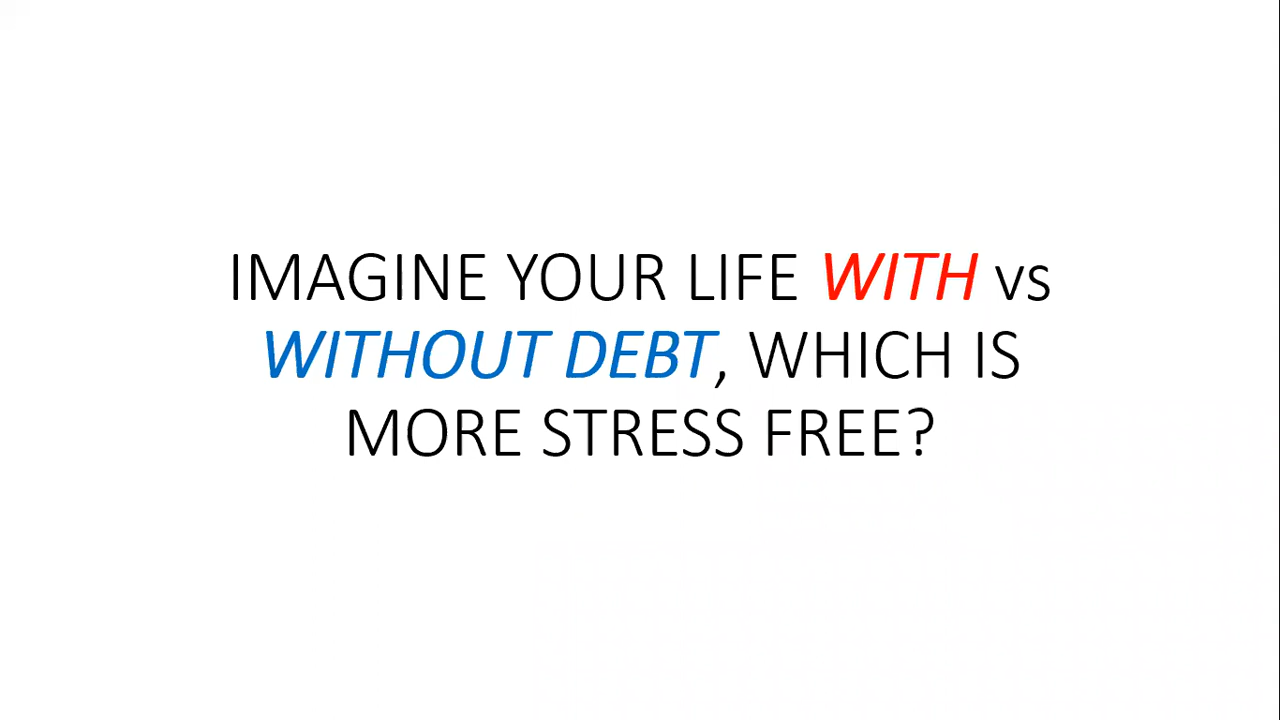 IMAGINE YOUR LIFE WITH vs
WITHOUT DEBT, WHICH IS
MORE STRESS FREE?